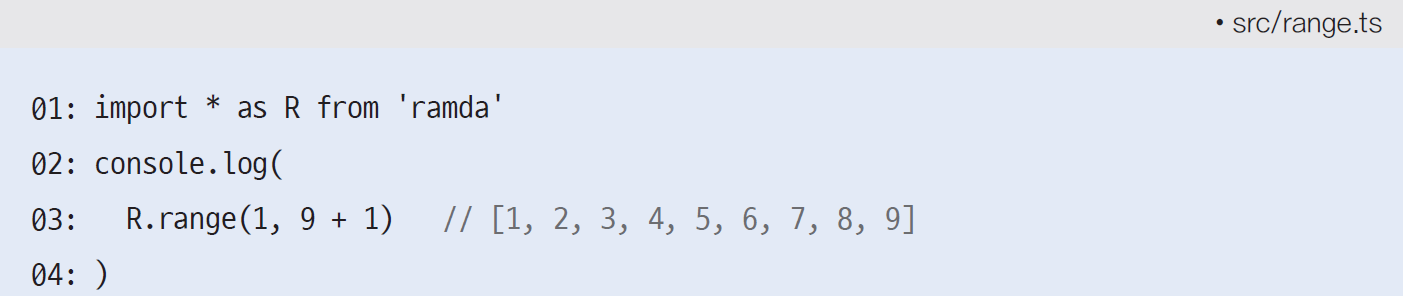 • src/range.ts
01: import * as R from 'ramda'
02: console.log(
03:   R.range(1, 9 + 1)   // [1, 2, 3, 4, 5, 6, 7, 8, 9]
04: )